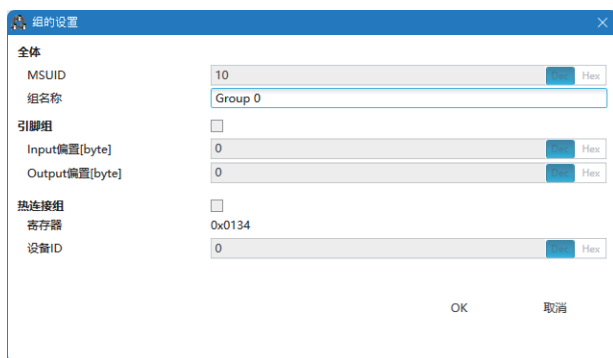 组的设置
全体
MSUID 10 Dec Hex
组名称 Group 0
引脚组
Input偏置[byte] 0 Dec Hex
Output偏置[byte] 0 Dec Hex
热连接组
寄存器 0x0134
设备ID 0 Dec Hex
OK 取消